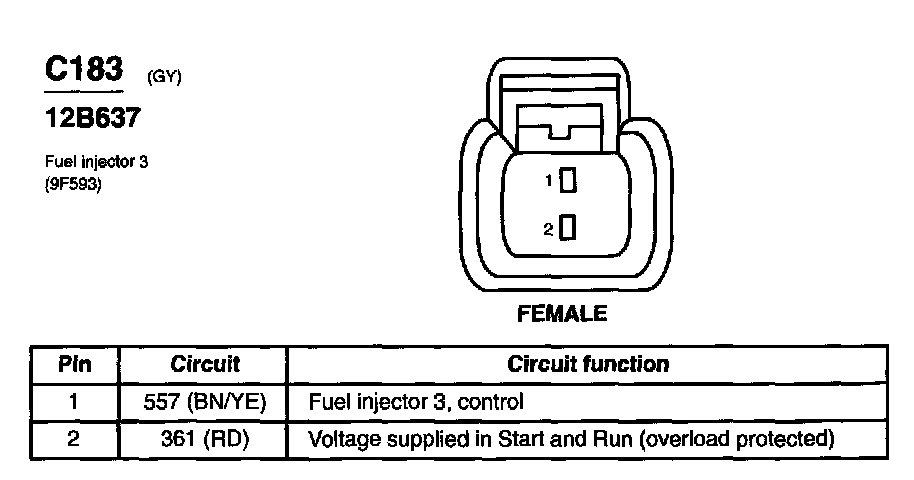 C183 (GY)
12B637
Fuel injector 3
(9F593)
1
2
FEMALE
Pin Circuit Circuit function
1 557 (BN/YE) Fuel injector 3, control
2 361 (RD) Voltage supplied in Start and Run (overload protected)